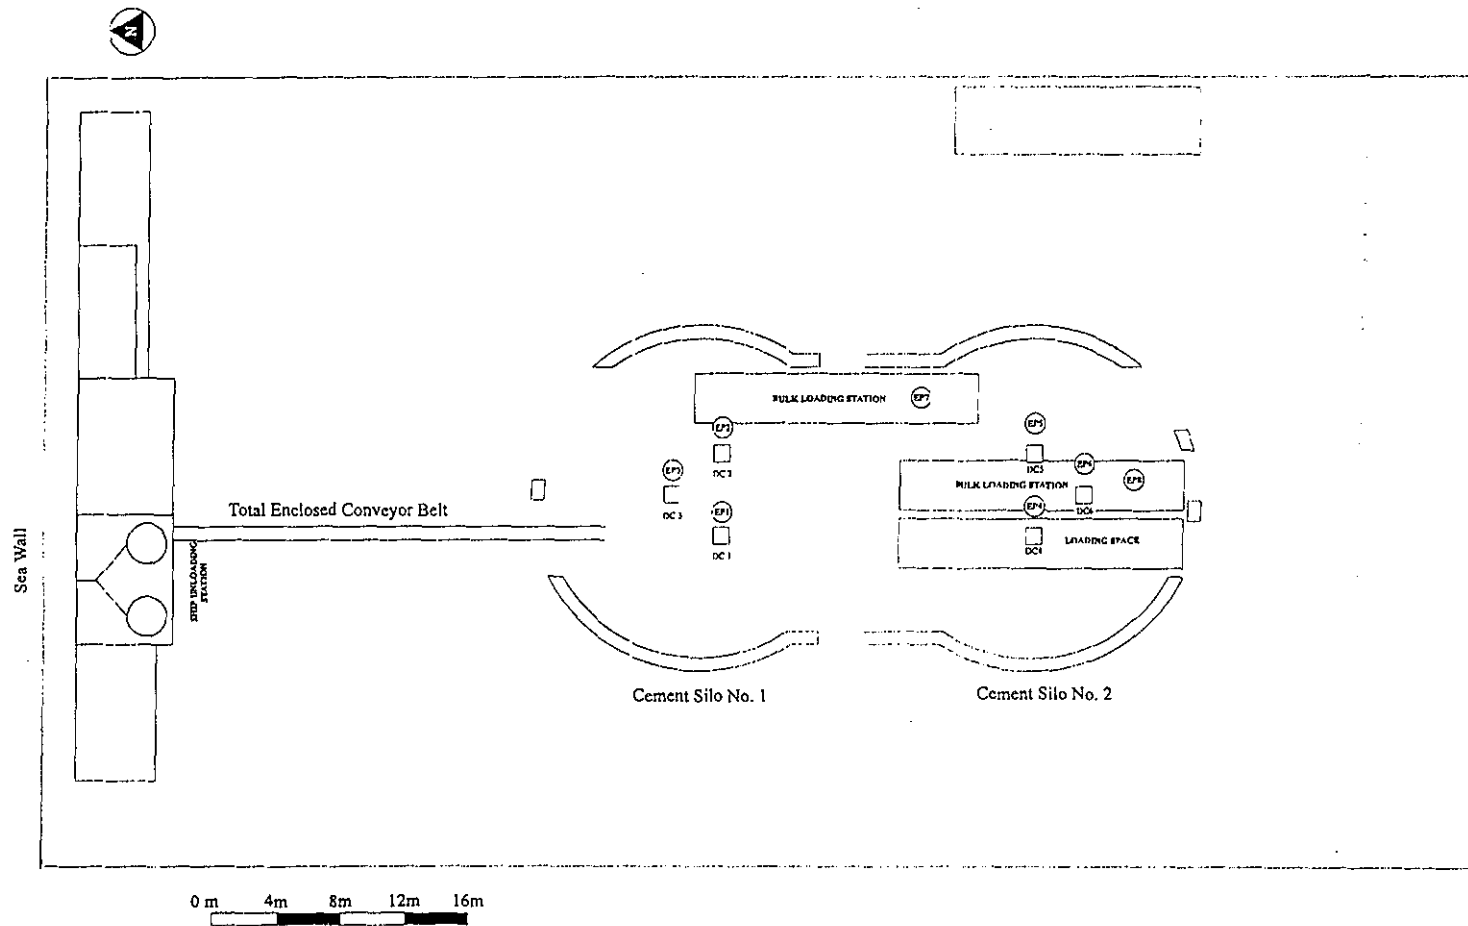 N
BULK LOADING STATION
EP7
EP2
EP5
DC2
DC5
EP3
EP6
BULK LOADING STATION
EP8
DC3
DC6
EP1
EP4
Total Enclosed Conveyor Belt
DC1
DC4
LOADING SPACE
Sea Wall
SHIP UNLOADING
STATION
Cement Silo No. 1
Cement Silo No. 2
0 m 4m 8m 12m 16m